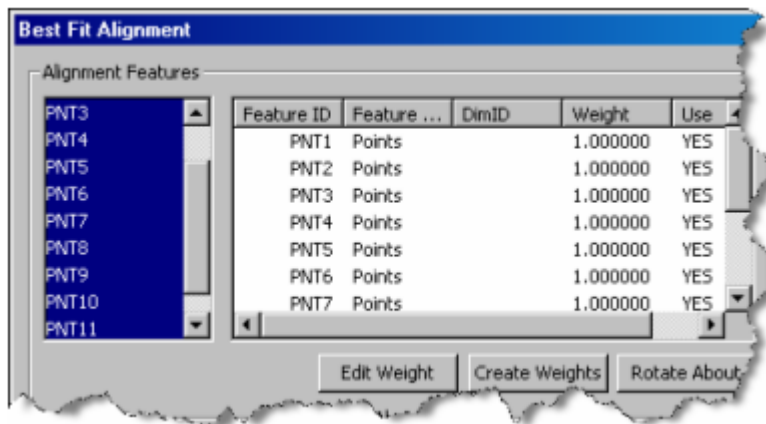 Best Fit Alignment
Alignment Features
PNT3
PNT4
PNT5
PNT6
PNT7
PNT8
PNT9
PNT10
PNT11
Feature ID Feature ... DimID Weight Use
PNT1 Points 1.000000 YES
PNT2 Points 1.000000 YES
PNT3 Points 1.000000 YES
PNT4 Points 1.000000 YES
PNT5 Points 1.000000 YES
PNT6 Points 1.000000 YES
PNT7 Points 1.000000 YES
Edit Weight Create Weights Rotate About